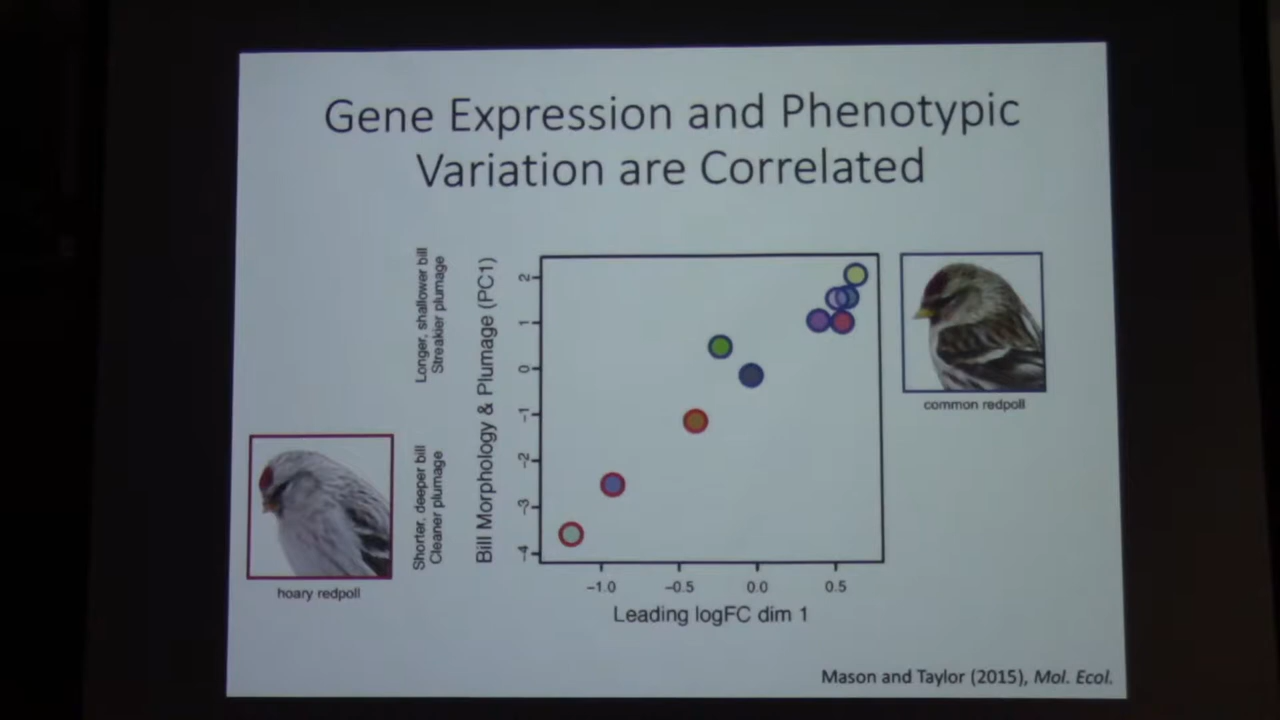 Gene Expression and Phenotypic
Variation are Correlated
Longer, shallower bill
Streakier plumage
Shorter, deeper bill
Cleaner plumage
Bill Morphology & Plumage (PC1)
2
1
0
−1
−2
−3
−4
−1.0 −0.5 0.0 0.5
Leading logFC dim 1
common redpoll
hoary redpoll
Mason and Taylor (2015), Mol. Ecol.